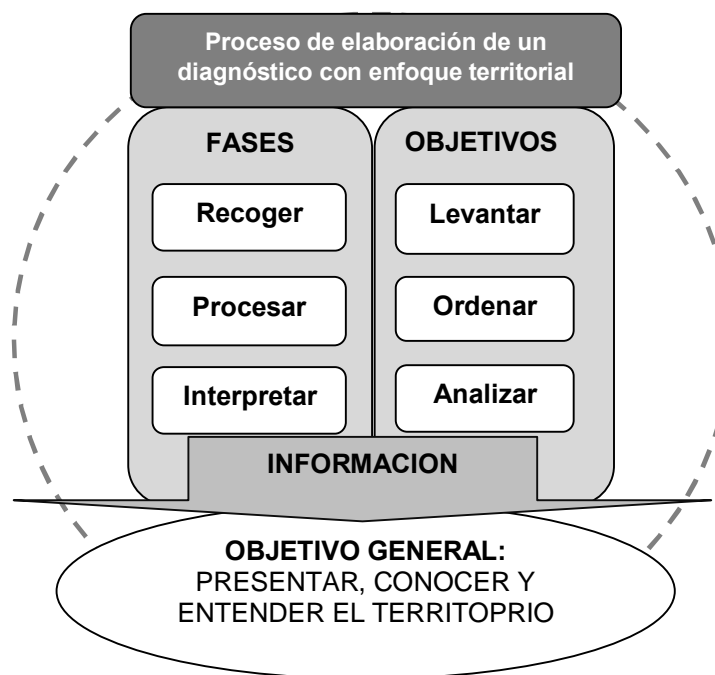 Proceso de elaboración de un
diagnóstico con enfoque territorial
FASES
OBJETIVOS
Recoger
Levantar
Procesar
Ordenar
Interpretar
Analizar
INFORMACION
OBJETIVO GENERAL:
PRESENTAR, CONOCER Y
ENTENDER EL TERRITOPRIO